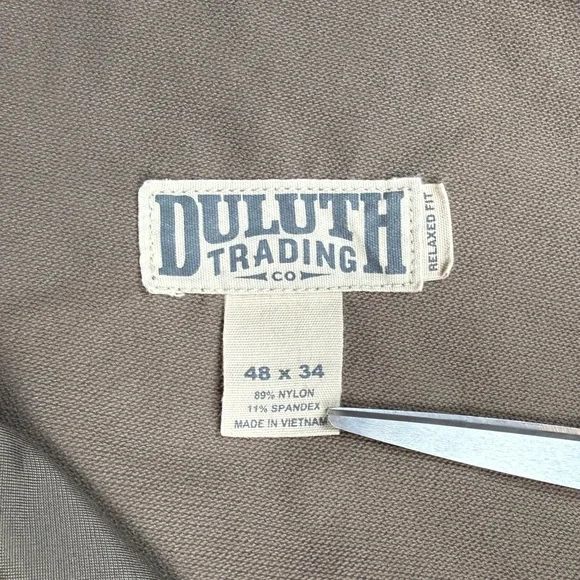 DULUTH
TRADING
CO
RELAXED FIT
48 x 34
89% NYLON
11% SPANDEX
MADE IN VIETNAM